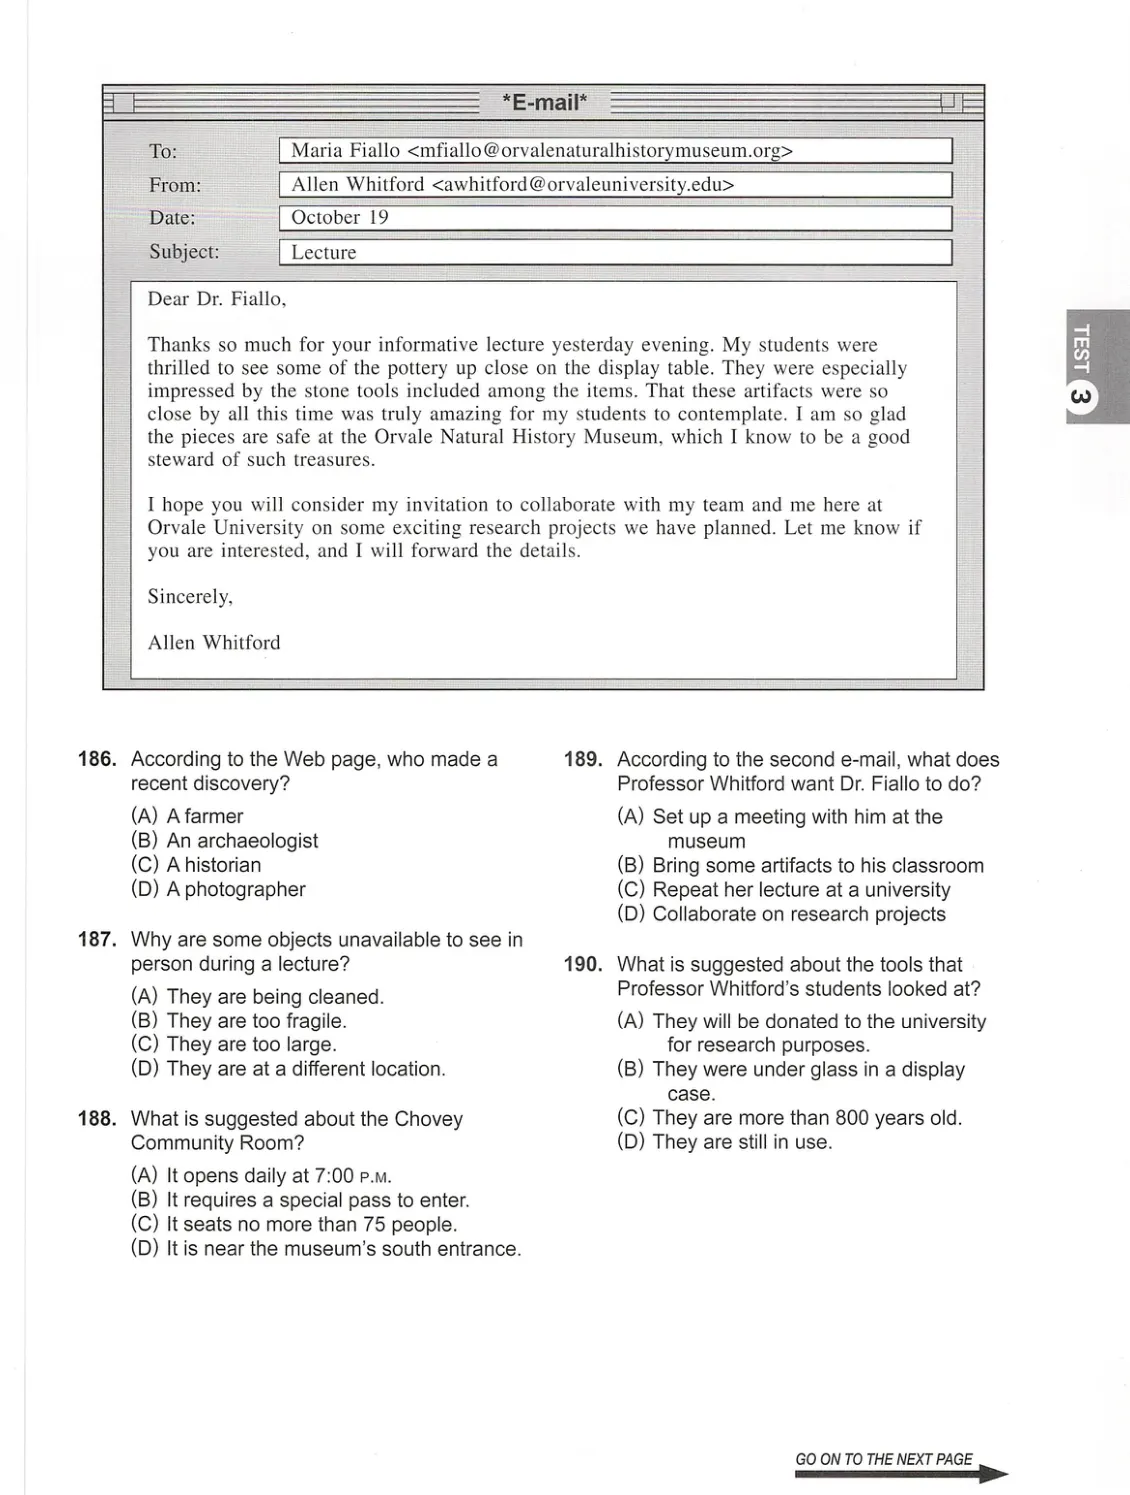 *E-mail*
To: Maria Fiallo <mfiallo@orvalenaturalhistorymuseum.org>
From: Allen Whitford <awhitford@orvaleuniversity.edu>
Date: October 19
Subject: Lecture
Dear Dr. Fiallo,
Thanks so much for your informative lecture yesterday evening. My students were
thrilled to see some of the pottery up close on the display table. They were especially
impressed by the stone tools included among the items. That these artifacts were so
close by all this time was truly amazing for my students to contemplate. I am so glad
the pieces are safe at the Orvale Natural History Museum, which I know to be a good
steward of such treasures.
I hope you will consider my invitation to collaborate with my team and me here at
Orvale University on some exciting research projects we have planned. Let me know if
you are interested, and I will forward the details.
Sincerely,
Allen Whitford
TEST 3
186. According to the Web page, who made a
recent discovery?
(A) A farmer
(B) An archaeologist
(C) A historian
(D) A photographer
187. Why are some objects unavailable to see in
person during a lecture?
(A) They are being cleaned.
(B) They are too fragile.
(C) They are too large.
(D) They are at a different location.
188. What is suggested about the Chovey
Community Room?
(A) It opens daily at 7:00 P.M.
(B) It requires a special pass to enter.
(C) It seats no more than 75 people.
(D) It is near the museum's south entrance.
189. According to the second e-mail, what does
Professor Whitford want Dr. Fiallo to do?
(A) Set up a meeting with him at the
museum
(B) Bring some artifacts to his classroom
(C) Repeat her lecture at a university
(D) Collaborate on research projects
190. What is suggested about the tools that
Professor Whitford's students looked at?
(A) They will be donated to the university
for research purposes.
(B) They were under glass in a display
case.
(C) They are more than 800 years old.
(D) They are still in use.
GO ON TO THE NEXT PAGE